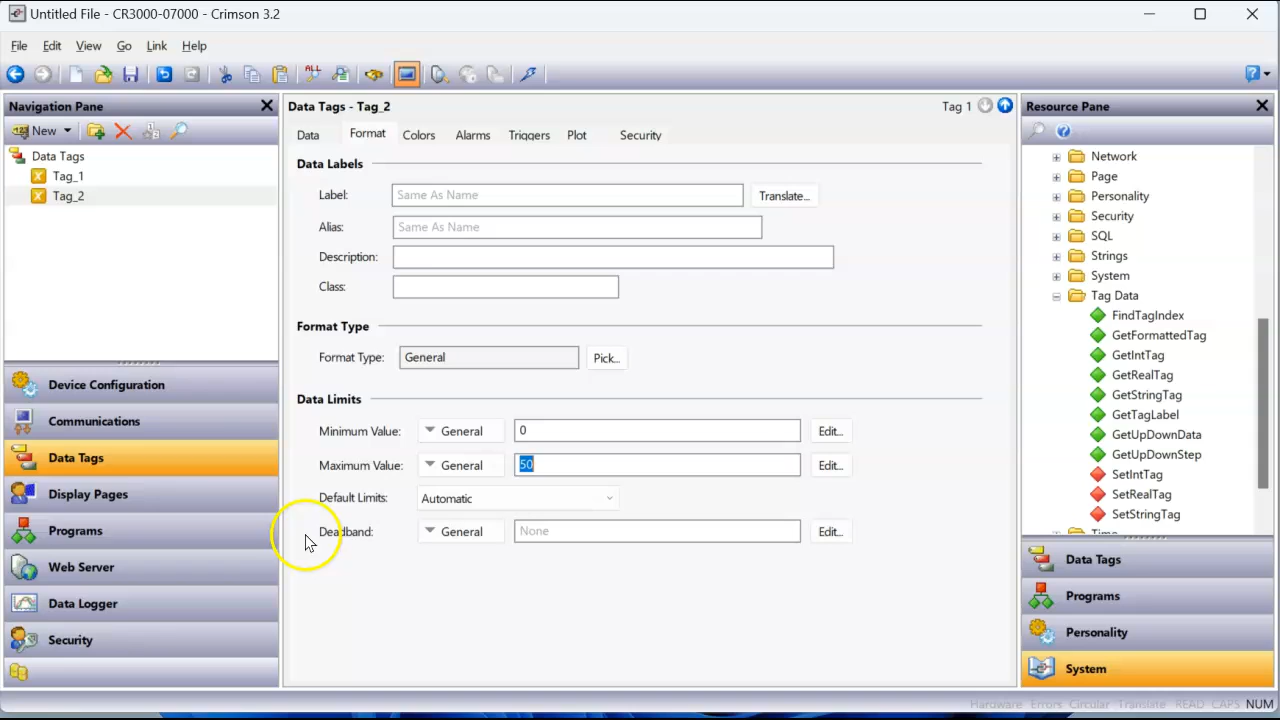 Untitled File - CR3000-07000 - Crimson 3.2
File Edit View Go Link Help
ALL
Navigation Pane
New
Data Tags
Tag_1
Tag_2
Device Configuration
Communications
Data Tags
Display Pages
Programs
Web Server
Data Logger
Security
Data Tags - Tag_2
Tag 1
Data Format Colors Alarms Triggers Plot Security
Data Labels
Label: Same As Name Translate...
Alias: Same As Name
Description:
Class:
Format Type
Format Type: General Pick...
Data Limits
Minimum Value: General 0 Edit...
Maximum Value: General 50 Edit...
Default Limits: Automatic
Deadband: General None Edit...
Resource Pane
Network
Page
Personality
Security
SQL
Strings
System
Tag Data
FindTagIndex
GetFormattedTag
GetIntTag
GetRealTag
GetStringTag
GetTagLabel
GetUpDownData
GetUpDownStep
SetIntTag
SetRealTag
SetStringTag
Time
Data Tags
Programs
Personality
System
Hardware Errors Circular Translate READ CAPS NUM